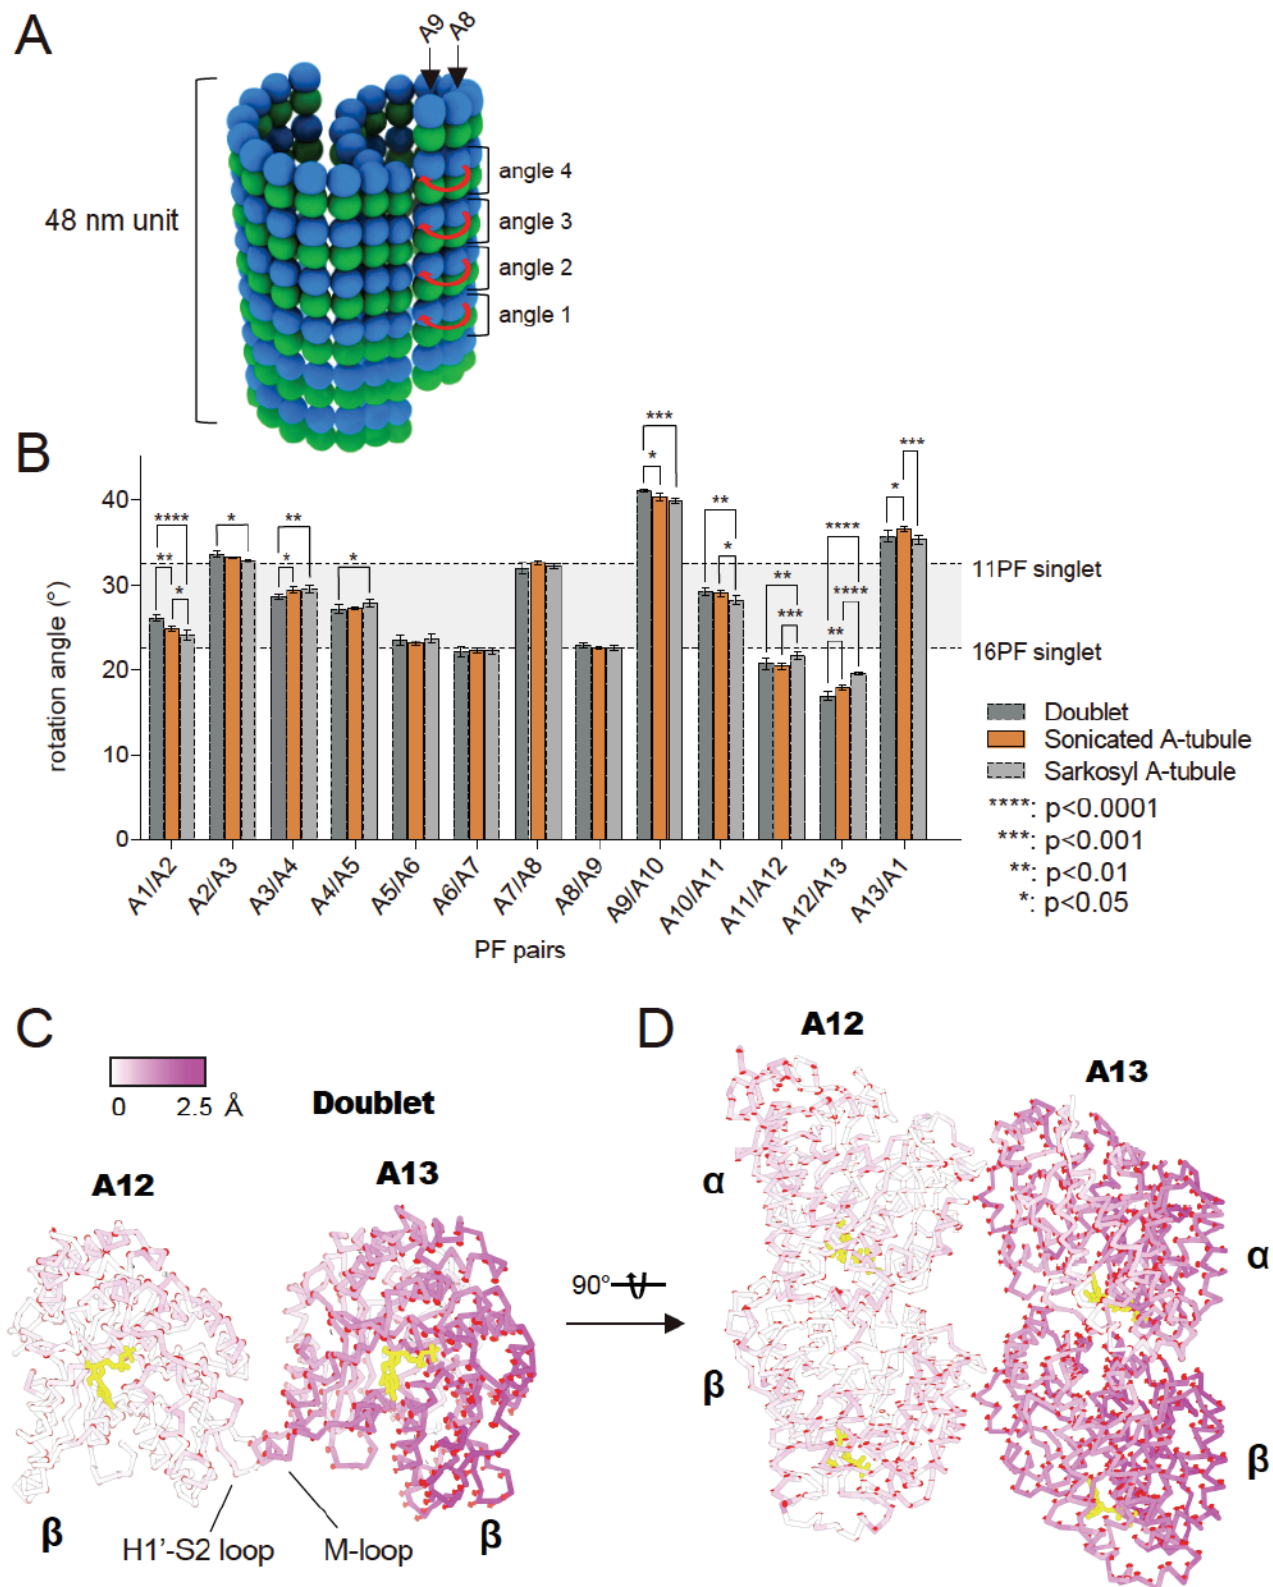 A
A9 A8
48 nm unit
angle 4
angle 3
angle 2
angle 1
B
rotation angle (°)
40
30
20
10
0
**** ** *
*
** *
*
*** *
** *
** ***
**** **** **
*** *
11PF singlet
16PF singlet
Doublet
Sonicated A-tubule
Sarkosyl A-tubule
****: p<0.0001
***: p<0.001
**: p<0.01
*: p<0.05
A1/A2 A2/A3 A3/A4 A4/A5 A5/A6 A6/A7 A7/A8 A8/A9 A9/A10 A10/A11 A11/A12 A12/A13 A13/A1
PF pairs
C
0 2.5 Å
Doublet
A12
A13
β
β
H1'-S2 loop
M-loop
90°
D
A12
A13
α
α
β
β